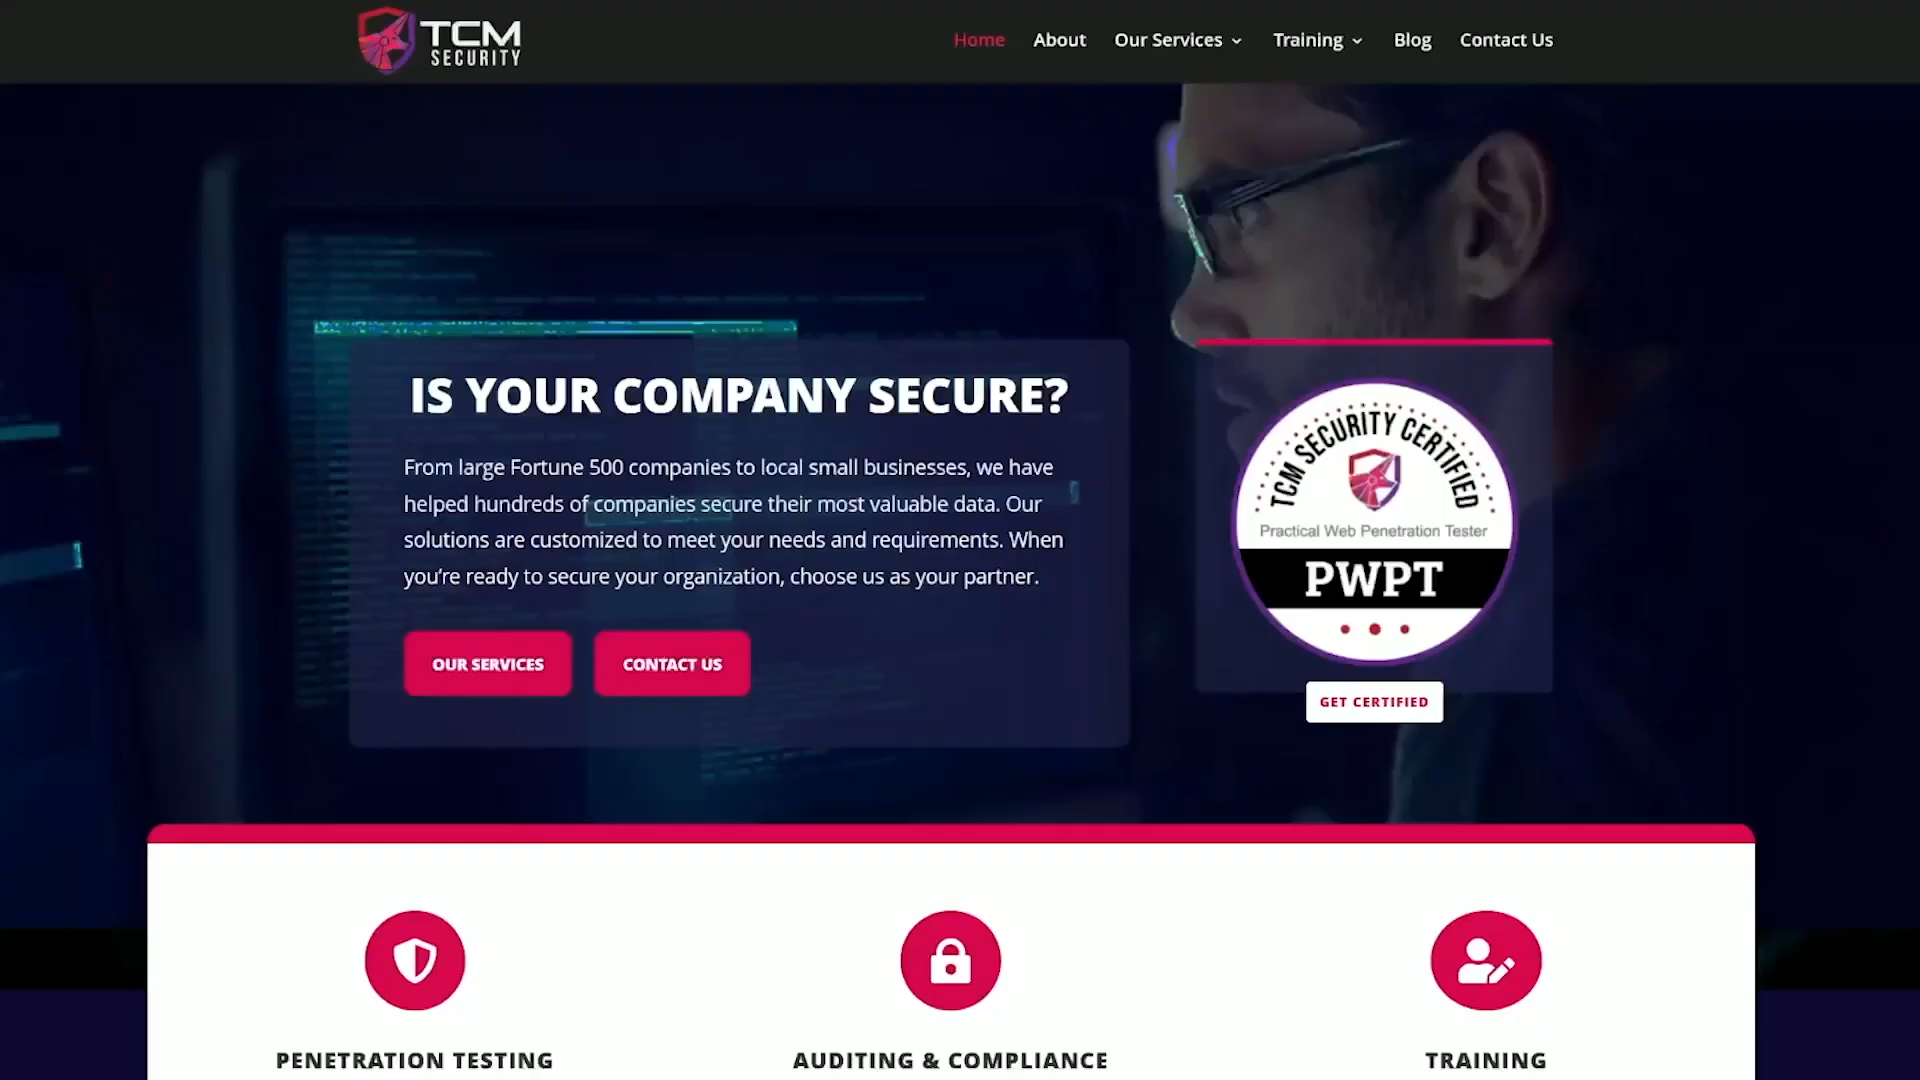 TCM
SECURITY
Home
About
Our Services
Training
Blog
Contact Us
IS YOUR COMPANY SECURE?
From large Fortune 500 companies to local small businesses, we have
helped hundreds of companies secure their most valuable data. Our
solutions are customized to meet your needs and requirements. When
you’re ready to secure your organization, choose us as your partner.
OUR SERVICES
CONTACT US
TCM SECURITY CERTIFIED
Practical Web Penetration Tester
PWPT
GET CERTIFIED
PENETRATION TESTING
AUDITING & COMPLIANCE
TRAINING